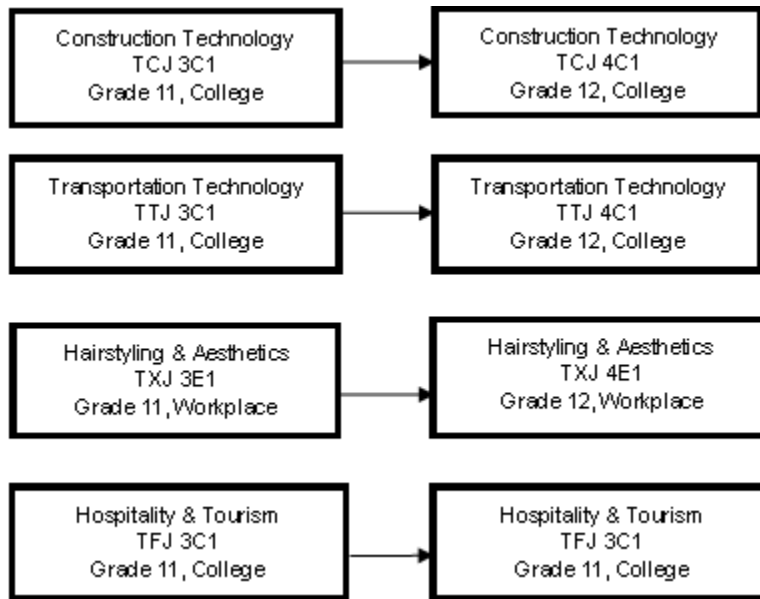 Construction Technology
TCJ 3C1
Grade 11, College
Construction Technology
TCJ 4C1
Grade 12, College
Transportation Technology
TTJ 3C1
Grade 11, College
Transportation Technology
TTJ 4C1
Grade 12, College
Hairstyling & Aesthetics
TXJ 3E1
Grade 11, Workplace
Hairstyling & Aesthetics
TXJ 4E1
Grade 12, Workplace
Hospitality & Tourism
TFJ 3C1
Grade 11, College
Hospitality & Tourism
TFJ 3C1
Grade 11, College